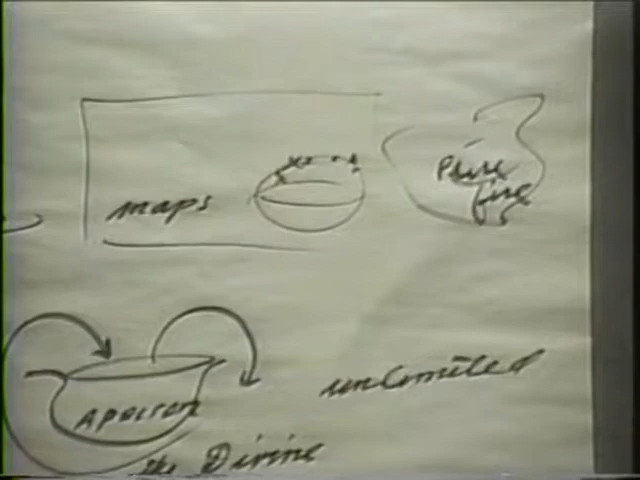 maps
Pure
fire
unlimited
Apeiron
the Divine